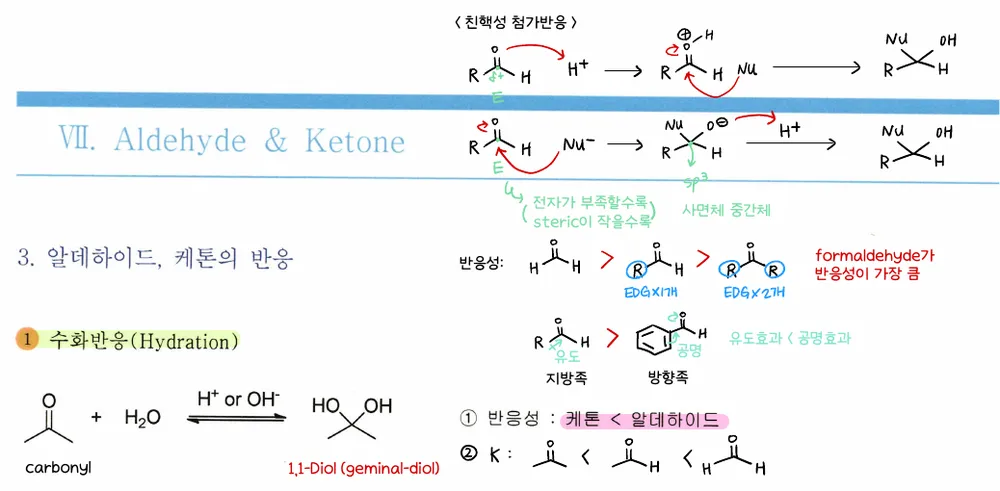 < 친핵성 첨가반응 >
O
δ+
R
H
E
H⁺
⊕
O
H
R
H
Nu
Nu
OH
R
H
VII. Aldehyde & Ketone
O
R
H
E
Nu⁻
Nu
O ⊖
R
H
sp³
사면체 중간체
H⁺
Nu
OH
R
H
전자가 부족할수록
steric이 작을수록
3. 알데하이드, 케톤의 반응
반응성:
O
H
H
>
O
R
H
EDG×1개
>
O
R
R
EDG×2개
formaldehyde가
반응성이 가장 큼
① 수화반응(Hydration)
O
R
H
유도
지방족
>
O
H
공명
방향족
유도효과 < 공명효과
O
+ H₂O
H⁺ or OH⁻
HO OH
carbonyl
1,1-Diol (geminal-diol)
① 반응성 : 케톤 < 알데하이드
② K :
O
<
O
H
<
O
H
H